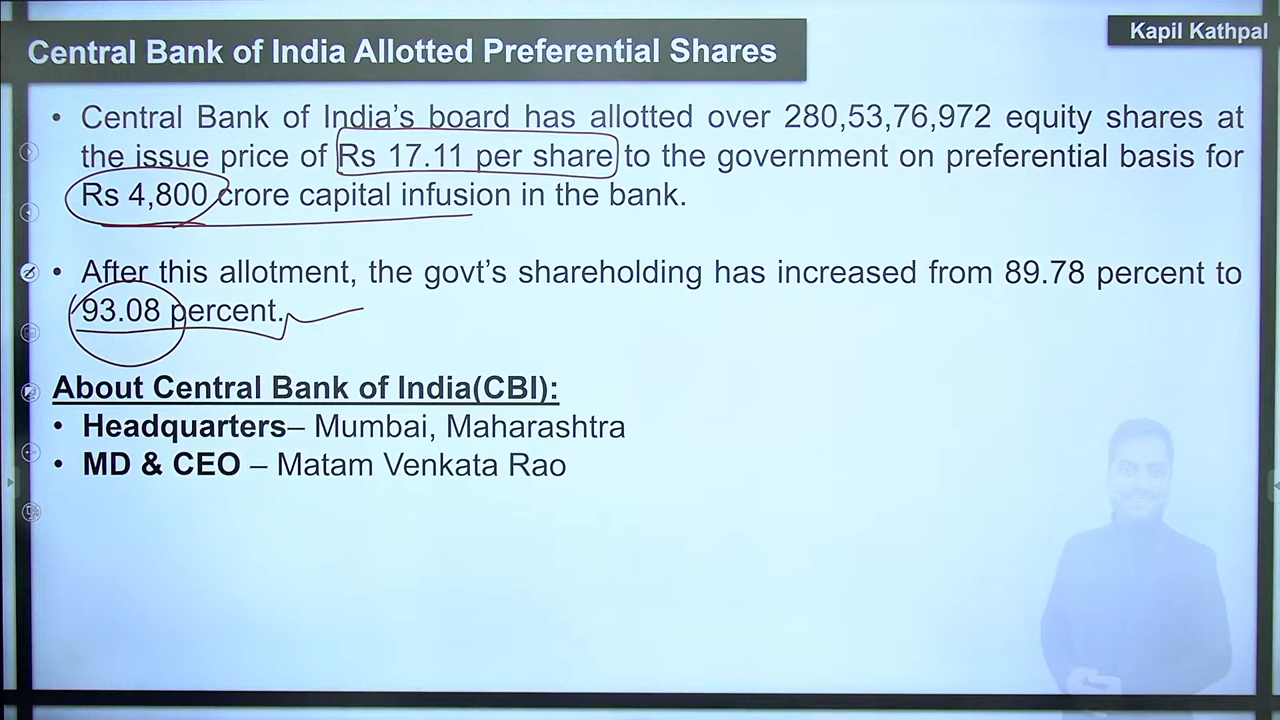 Central Bank of India Allotted Preferential Shares
Kapil Kathpal
• Central Bank of India's board has allotted over 280,53,76,972 equity shares at
the issue price of Rs 17.11 per share to the government on preferential basis for
Rs 4,800 crore capital infusion in the bank.
• After this allotment, the govt's shareholding has increased from 89.78 percent to
93.08 percent.
About Central Bank of India(CBI):
• Headquarters– Mumbai, Maharashtra
• MD & CEO – Matam Venkata Rao